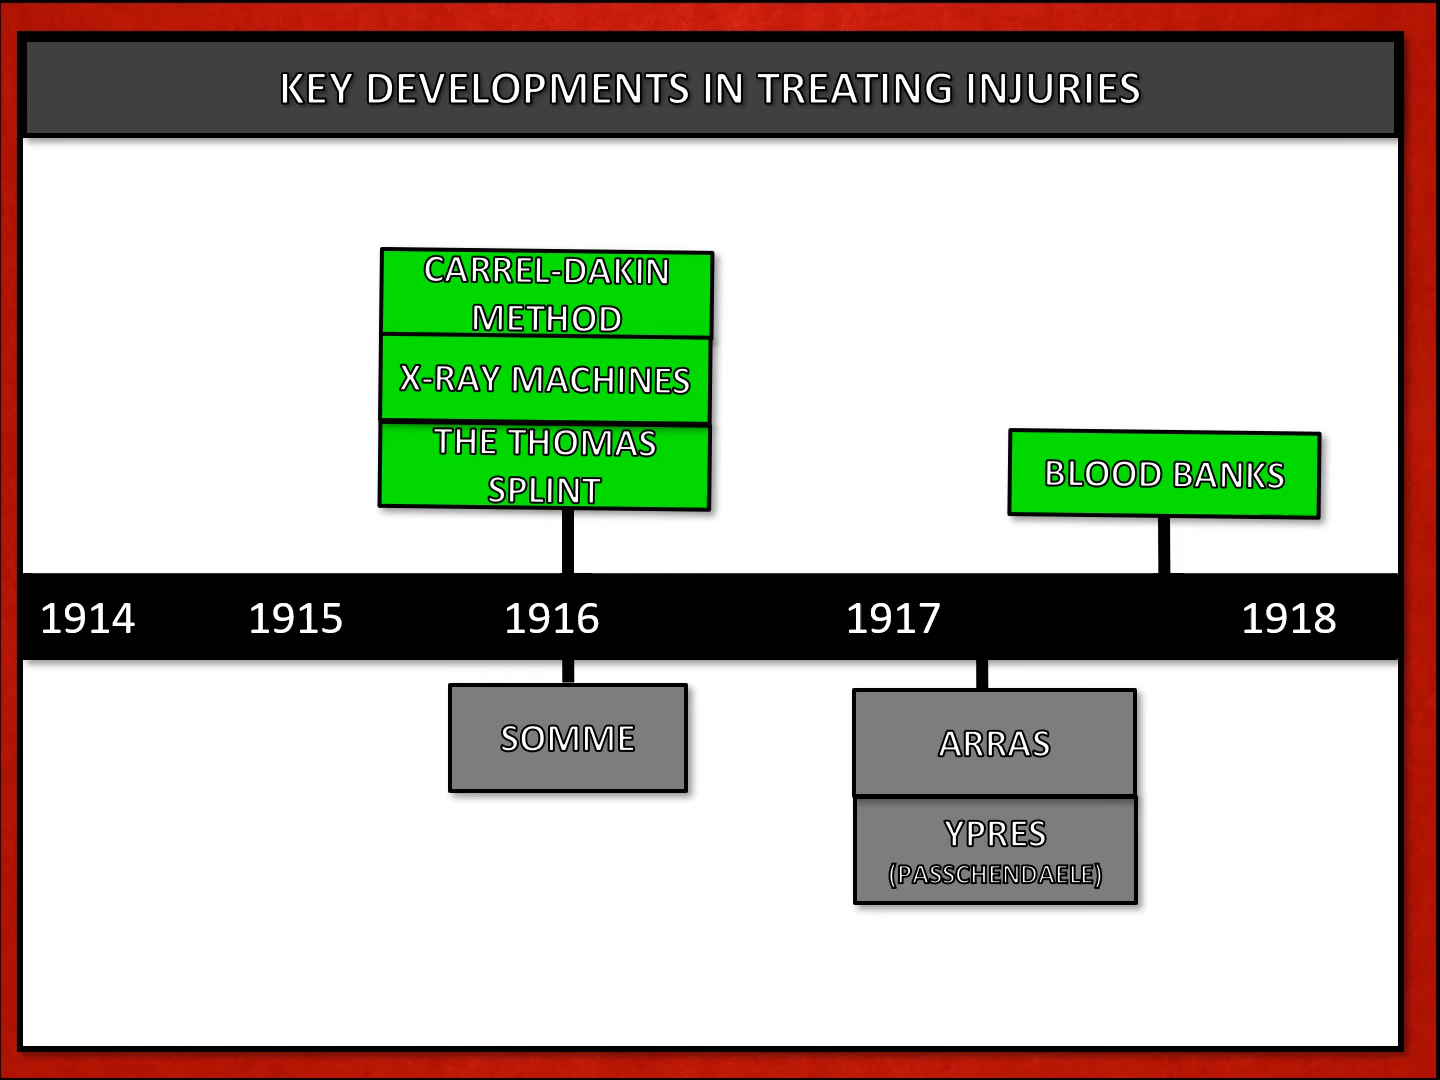 KEY DEVELOPMENTS IN TREATING INJURIES
CARREL-DAKIN
METHOD
X-RAY MACHINES
THE THOMAS
SPLINT
BLOOD BANKS
1914 1915 1916 1917 1918
SOMME
ARRAS
YPRES
(PASSCHENDAELE)